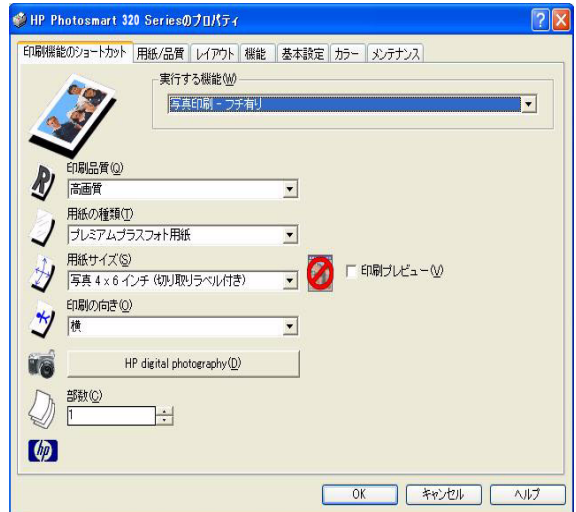 HP Photosmart 320 Seriesのプロパティ
印刷機能のショートカット 用紙/品質 レイアウト 機能 基本設定 カラー メンテナンス
実行する機能(W)
写真印刷 - フチ有り
印刷品質(Q)
高画質
用紙の種類(T)
プレミアムプラスフォト用紙
用紙サイズ(S)
写真 4 x 6 インチ (切り取りラベル付き)
印刷プレビュー(V)
印刷の向き(O)
横
HP digital photography(D)
部数(C)
1
hp
OK キャンセル ヘルプ